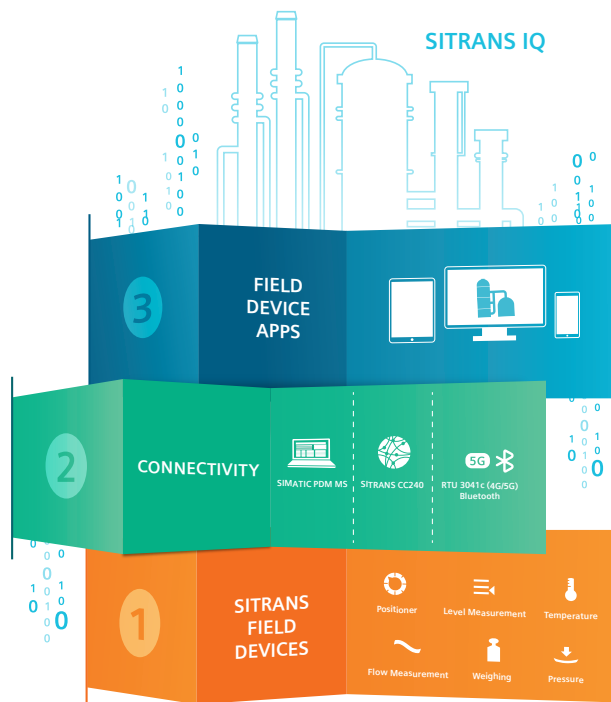 SITRANS IQ
3
FIELD
DEVICE
APPS
2
CONNECTIVITY
SIMATIC PDM MS
SITRANS CC240
5G
RTU 3041c (4G/5G)
Bluetooth
1
SITRANS
FIELD
DEVICES
Positioner
Level Measurement
Temperature
Flow Measurement
Weighing
Pressure